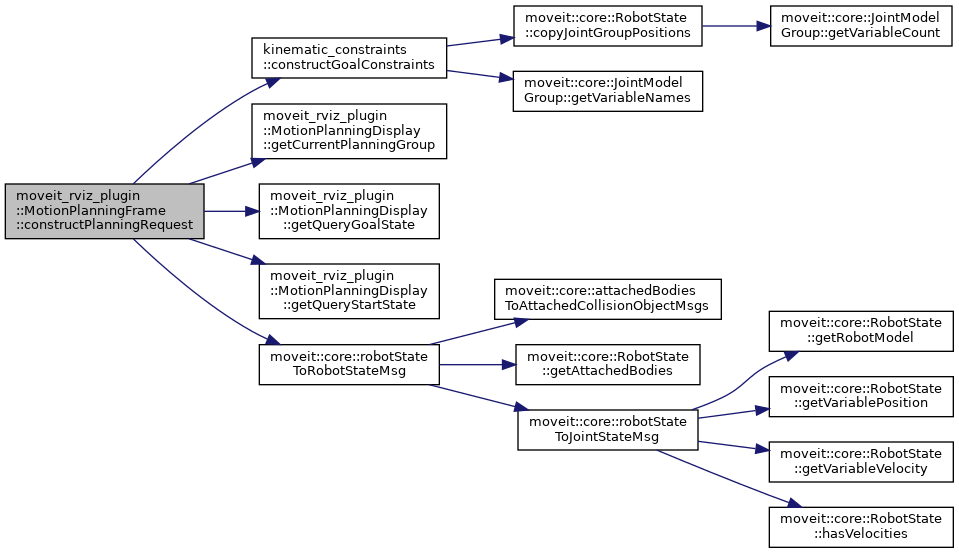 moveit_rviz_plugin
::MotionPlanningFrame
::constructPlanningRequest
kinematic_constraints
::constructGoalConstraints
moveit::core::RobotState
::copyJointGroupPositions
moveit::core::JointModel
Group::getVariableCount
moveit::core::JointModel
Group::getVariableNames
moveit_rviz_plugin
::MotionPlanningDisplay
::getCurrentPlanningGroup
moveit_rviz_plugin
::MotionPlanningDisplay
::getQueryGoalState
moveit_rviz_plugin
::MotionPlanningDisplay
::getQueryStartState
moveit::core::robotState
ToRobotStateMsg
moveit::core::attachedBodies
ToAttachedCollisionObjectMsgs
moveit::core::RobotState
::getAttachedBodies
moveit::core::robotState
ToJointStateMsg
moveit::core::RobotState
::getRobotModel
moveit::core::RobotState
::getVariablePosition
moveit::core::RobotState
::getVariableVelocity
moveit::core::RobotState
::hasVelocities